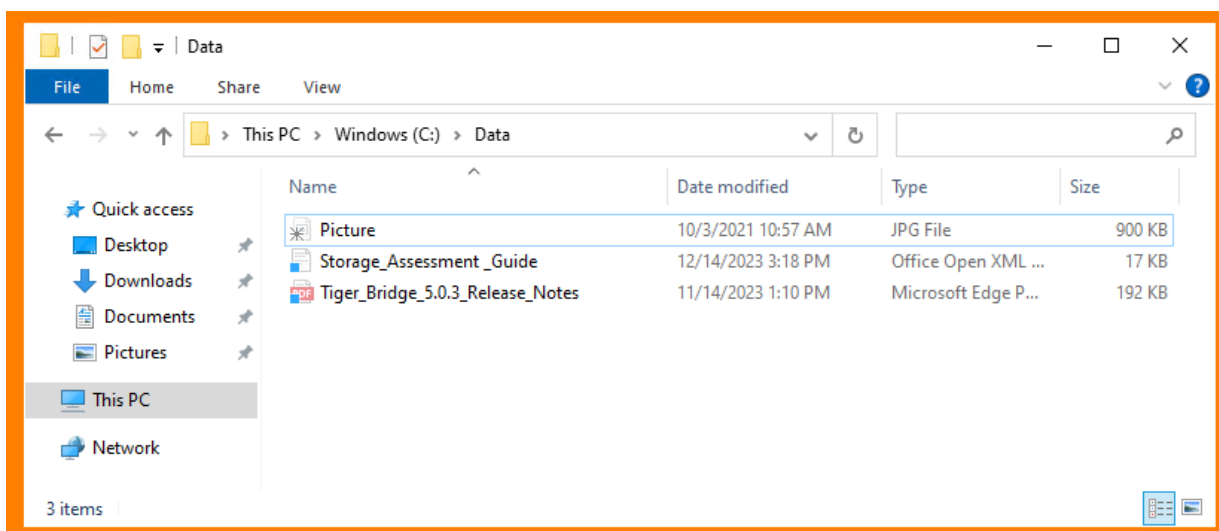 Data
File Home Share View
This PC > Windows (C:) > Data
Name Date modified Type Size
Quick access
Desktop
Downloads
Documents
Pictures
This PC
Network
Picture 10/3/2021 10:57 AM JPG File 900 KB
Storage_Assessment _Guide 12/14/2023 3:18 PM Office Open XML ... 17 KB
Tiger_Bridge_5.0.3_Release_Notes 11/14/2023 1:10 PM Microsoft Edge P... 192 KB
3 items